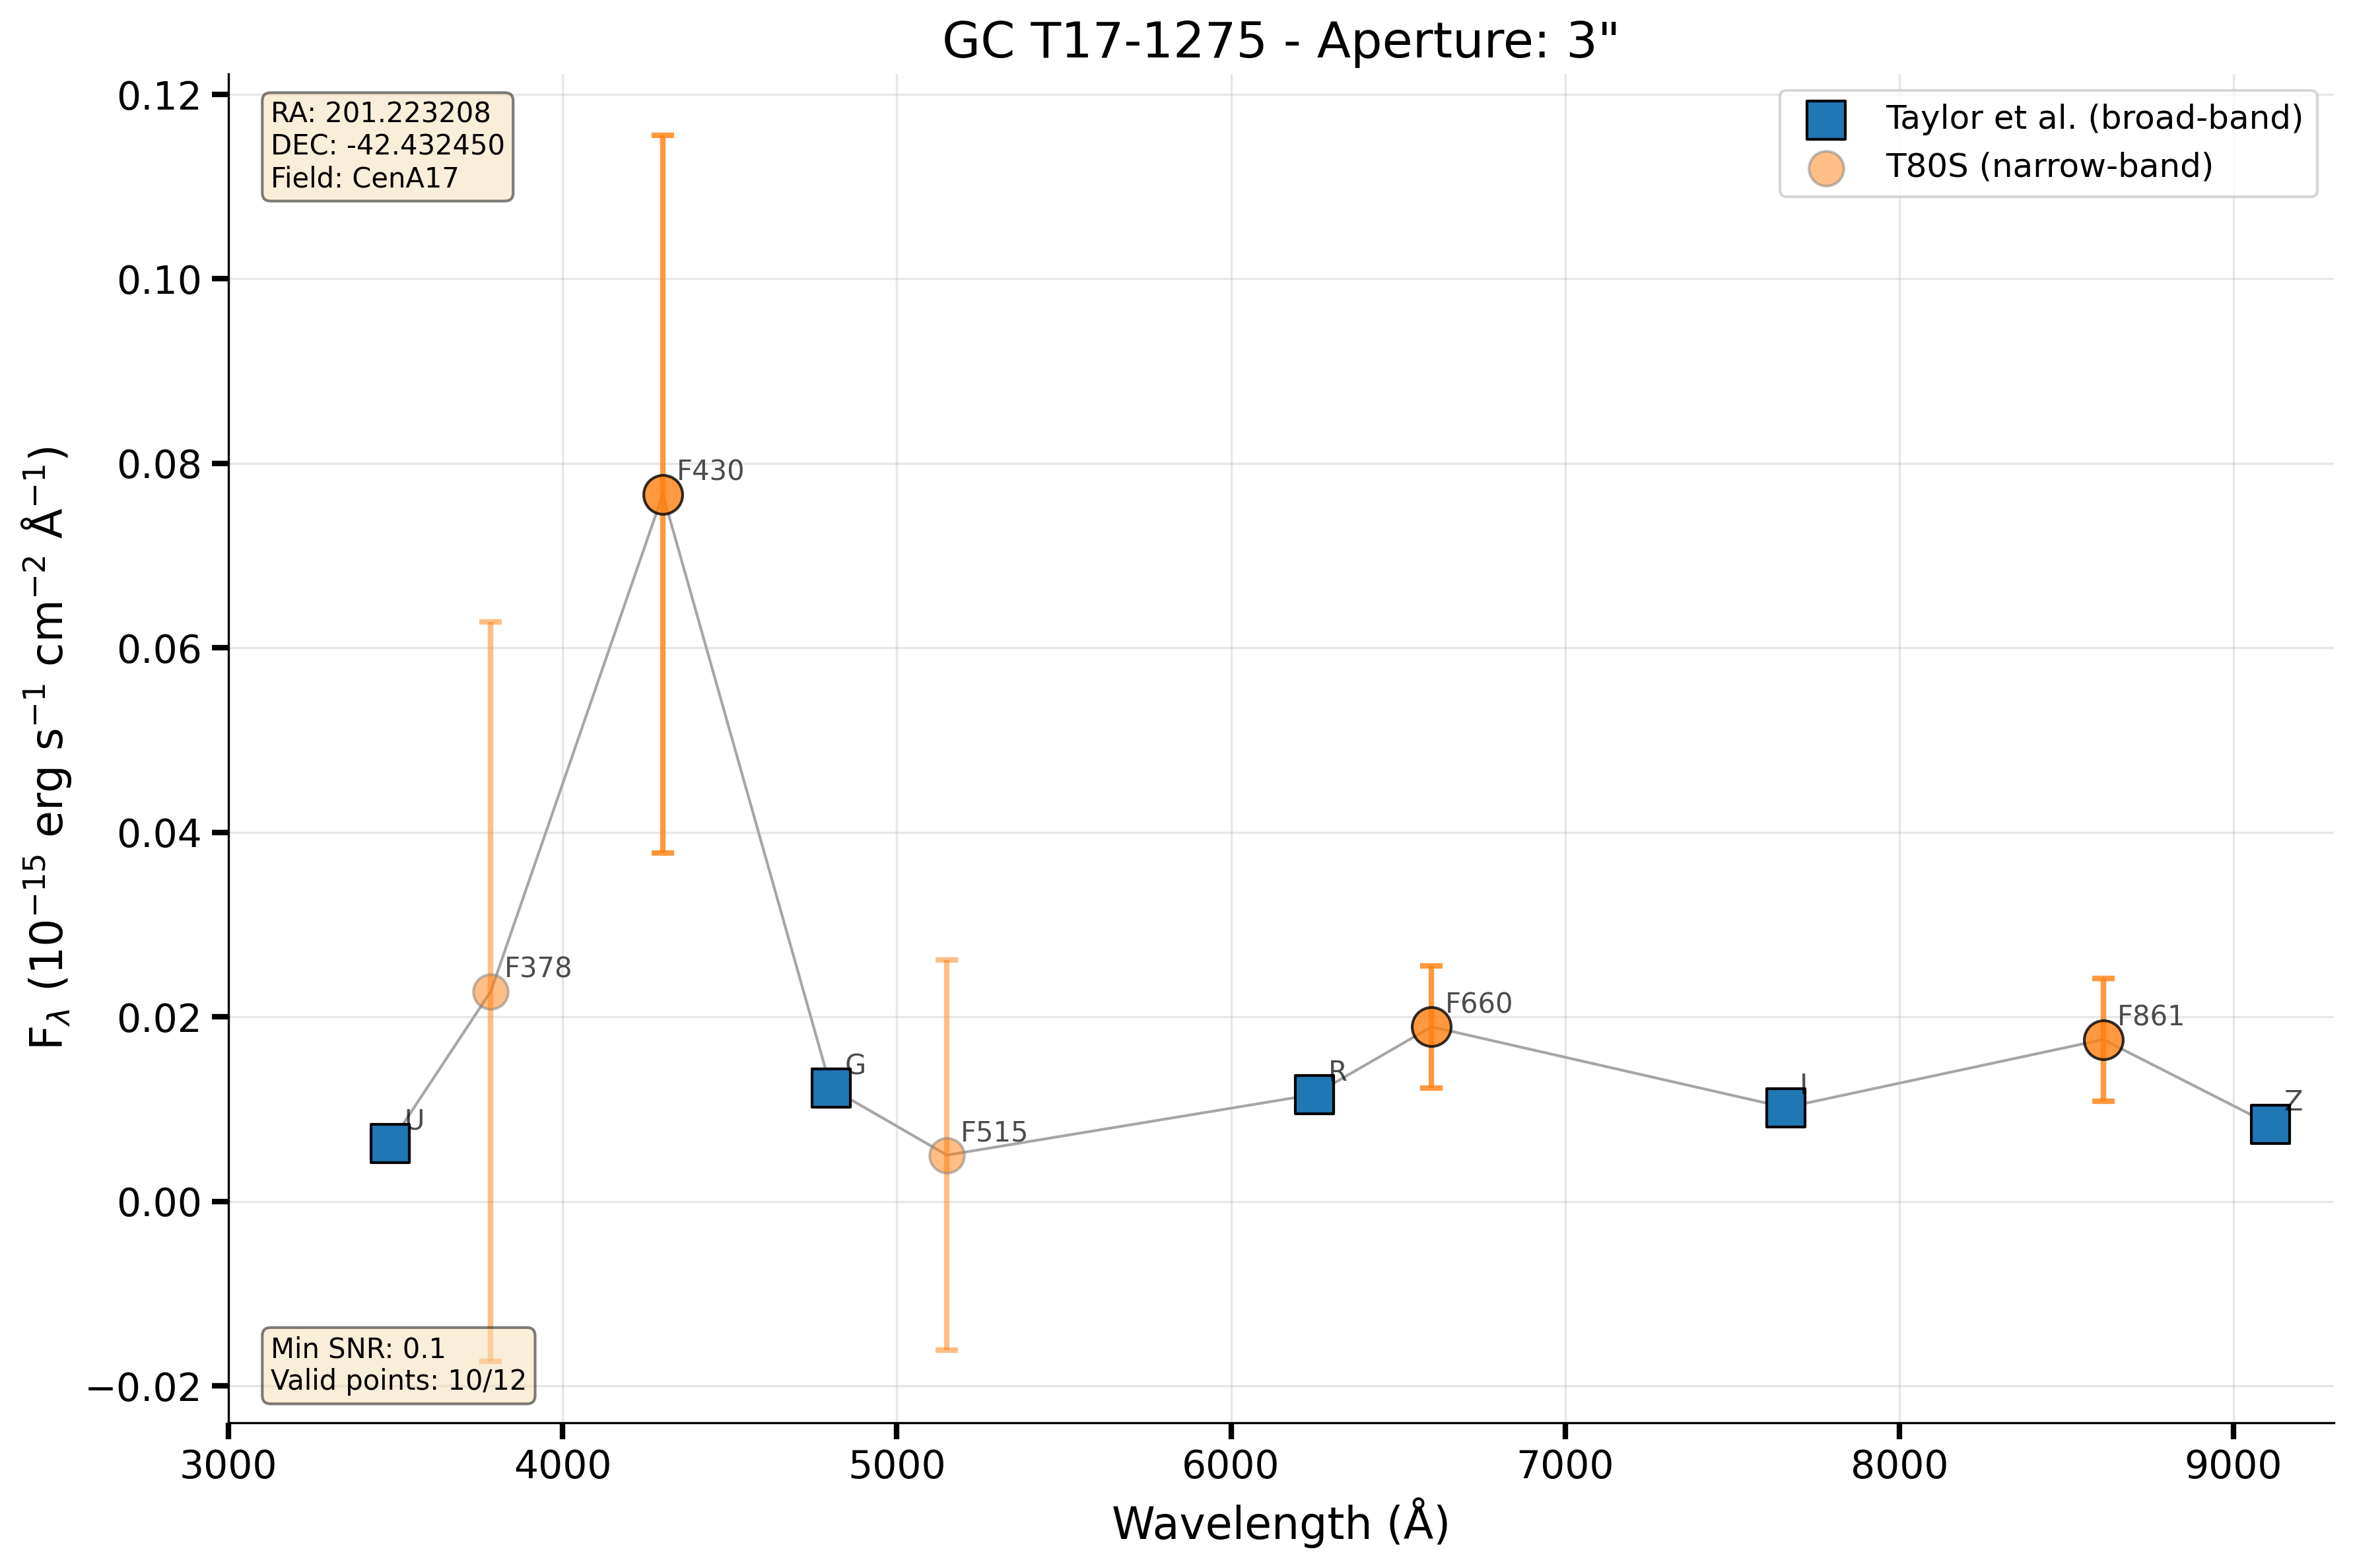 GC T17-1275 - Aperture: 3"
RA: 201.223208
DEC: -42.432450
Field: CenA17
Taylor et al. (broad-band)
T80S (narrow-band)
0.12
0.10
0.08
0.06
0.04
0.02
0.00
−0.02
F430
F378
G
U
F515
R
F660
I
F861
Z
Min SNR: 0.1
Valid points: 10/12
3000
4000
5000
6000
7000
8000
9000
Wavelength (Å)
Fλ (10⁻¹⁵ erg s⁻¹ cm⁻² Å⁻¹)